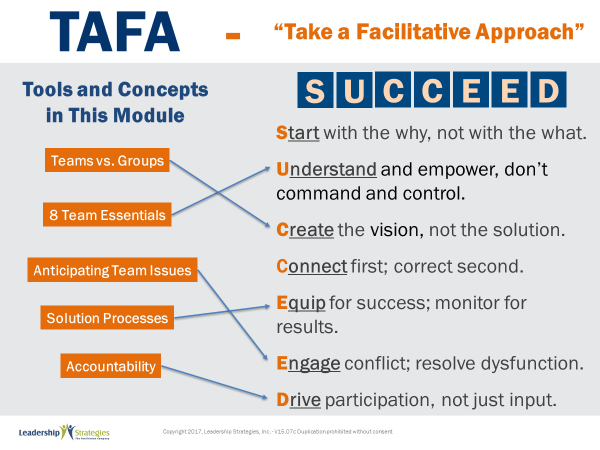 TAFA - “Take a Facilitative Approach”
Tools and Concepts
in This Module
Teams vs. Groups
8 Team Essentials
Anticipating Team Issues
Solution Processes
Accountability
SUCCEED
Start with the why, not with the what.
Understand and empower, don’t
command and control.
Create the vision, not the solution.
Connect first; correct second.
Equip for success; monitor for
results.
Engage conflict; resolve dysfunction.
Drive participation, not just input.
Leadership Strategies
The Facilitation Company
Copyright 2017, Leadership Strategies, Inc. - v15.07c Duplication prohibited without consent